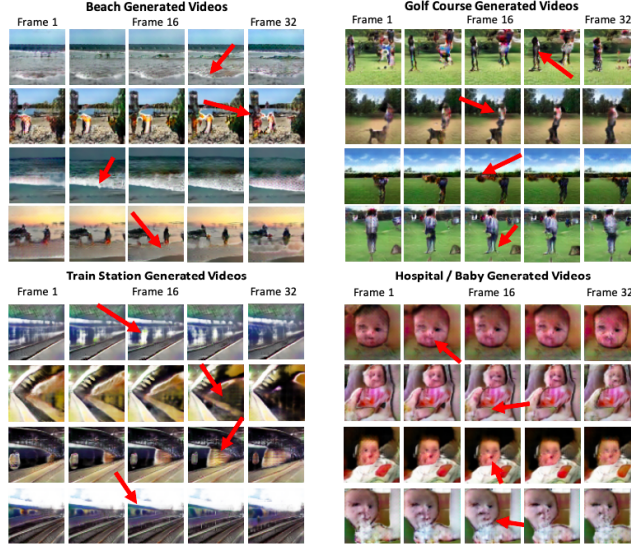 Beach Generated Videos
Frame 1 Frame 16 Frame 32
Golf Course Generated Videos
Frame 1 Frame 16 Frame 32
Train Station Generated Videos
Frame 1 Frame 16 Frame 32
Hospital / Baby Generated Videos
Frame 1 Frame 16 Frame 32